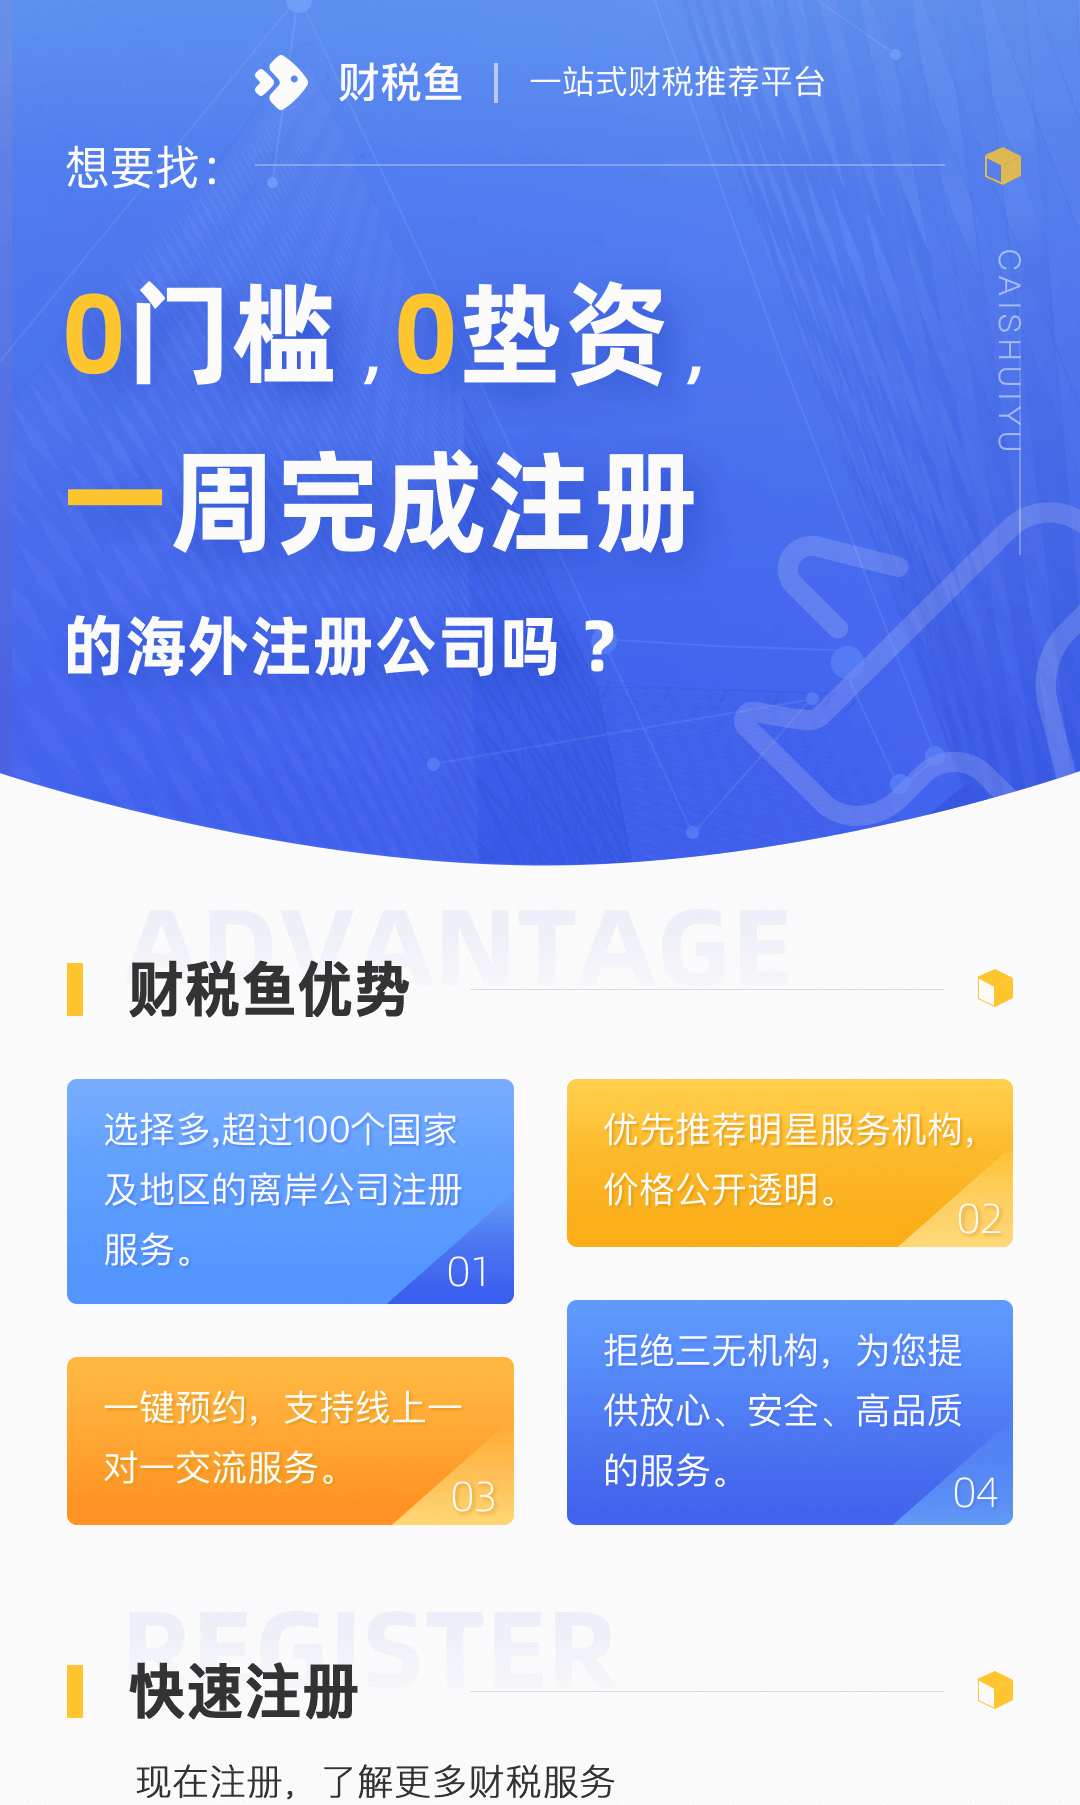 财税鱼 | 一站式财税推荐平台
想要找：
CAISHUIYU
0门槛,0垫资,
一周完成注册
的海外注册公司吗？
ADVANTAGE
财税鱼优势
选择多,超过100个国家
及地区的离岸公司注册
服务。
01
优先推荐明星服务机构，
价格公开透明。
02
一键预约，支持线上一
对一交流服务。
03
拒绝三无机构，为您提
供放心、安全、高品质
的服务。
04
REGISTER
快速注册
现在注册，了解更多财税服务